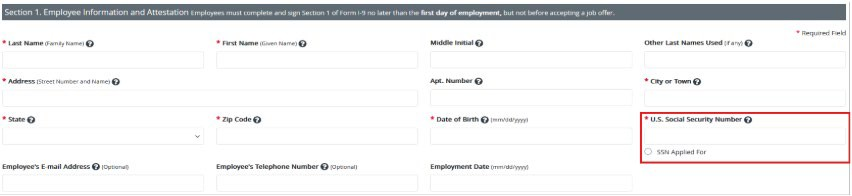 Section 1. Employee Information and Attestation Employees must complete and sign Section 1 of Form I-9 no later than the first day of employment, but not before accepting a job offer.
* Required Field
* Last Name (Family Name) ? * First Name (Given Name) ? Middle Initial ? Other Last Names Used (if any) ?
* Address (Street Number and Name) ? Apt. Number ? * City or Town ?
* State ? * Zip Code ? * Date of Birth ? (mm/dd/yyyy) * U.S. Social Security Number ?
SSN Applied For
Employee's E-mail Address ? (Optional) Employee's Telephone Number ? (Optional) Employment Date (mm/dd/yyyy)